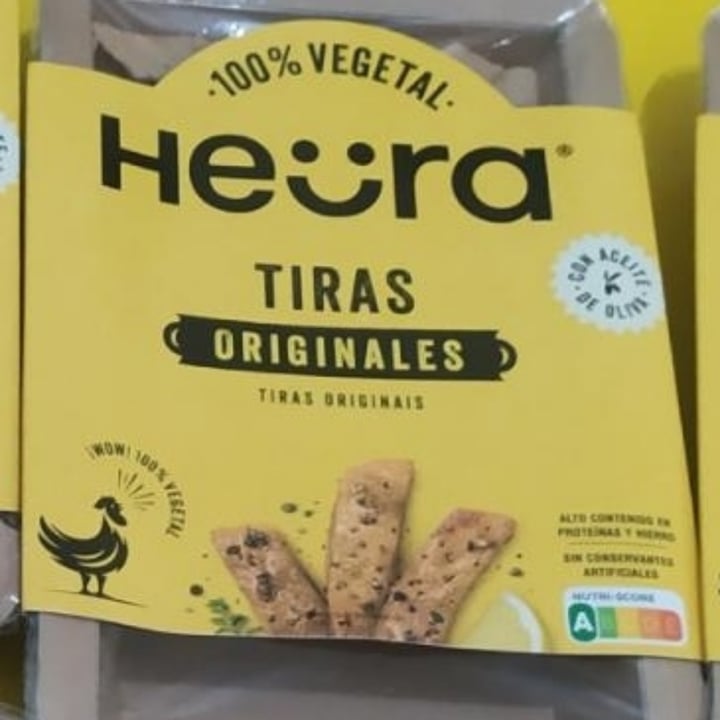 ·100% VEGETAL·
Heüra®
TIRAS
·CON ACEITE·
DE OLIVA
ORIGINALES
TIRAS ORIGINAIS
¡WOW! 100% VEGETAL
ALTO CONTENIDO EN
PROTEÍNAS Y HIERRO
SIN CONSERVANTES
ARTIFICIALES
NUTRI-SCORE
A B C D E